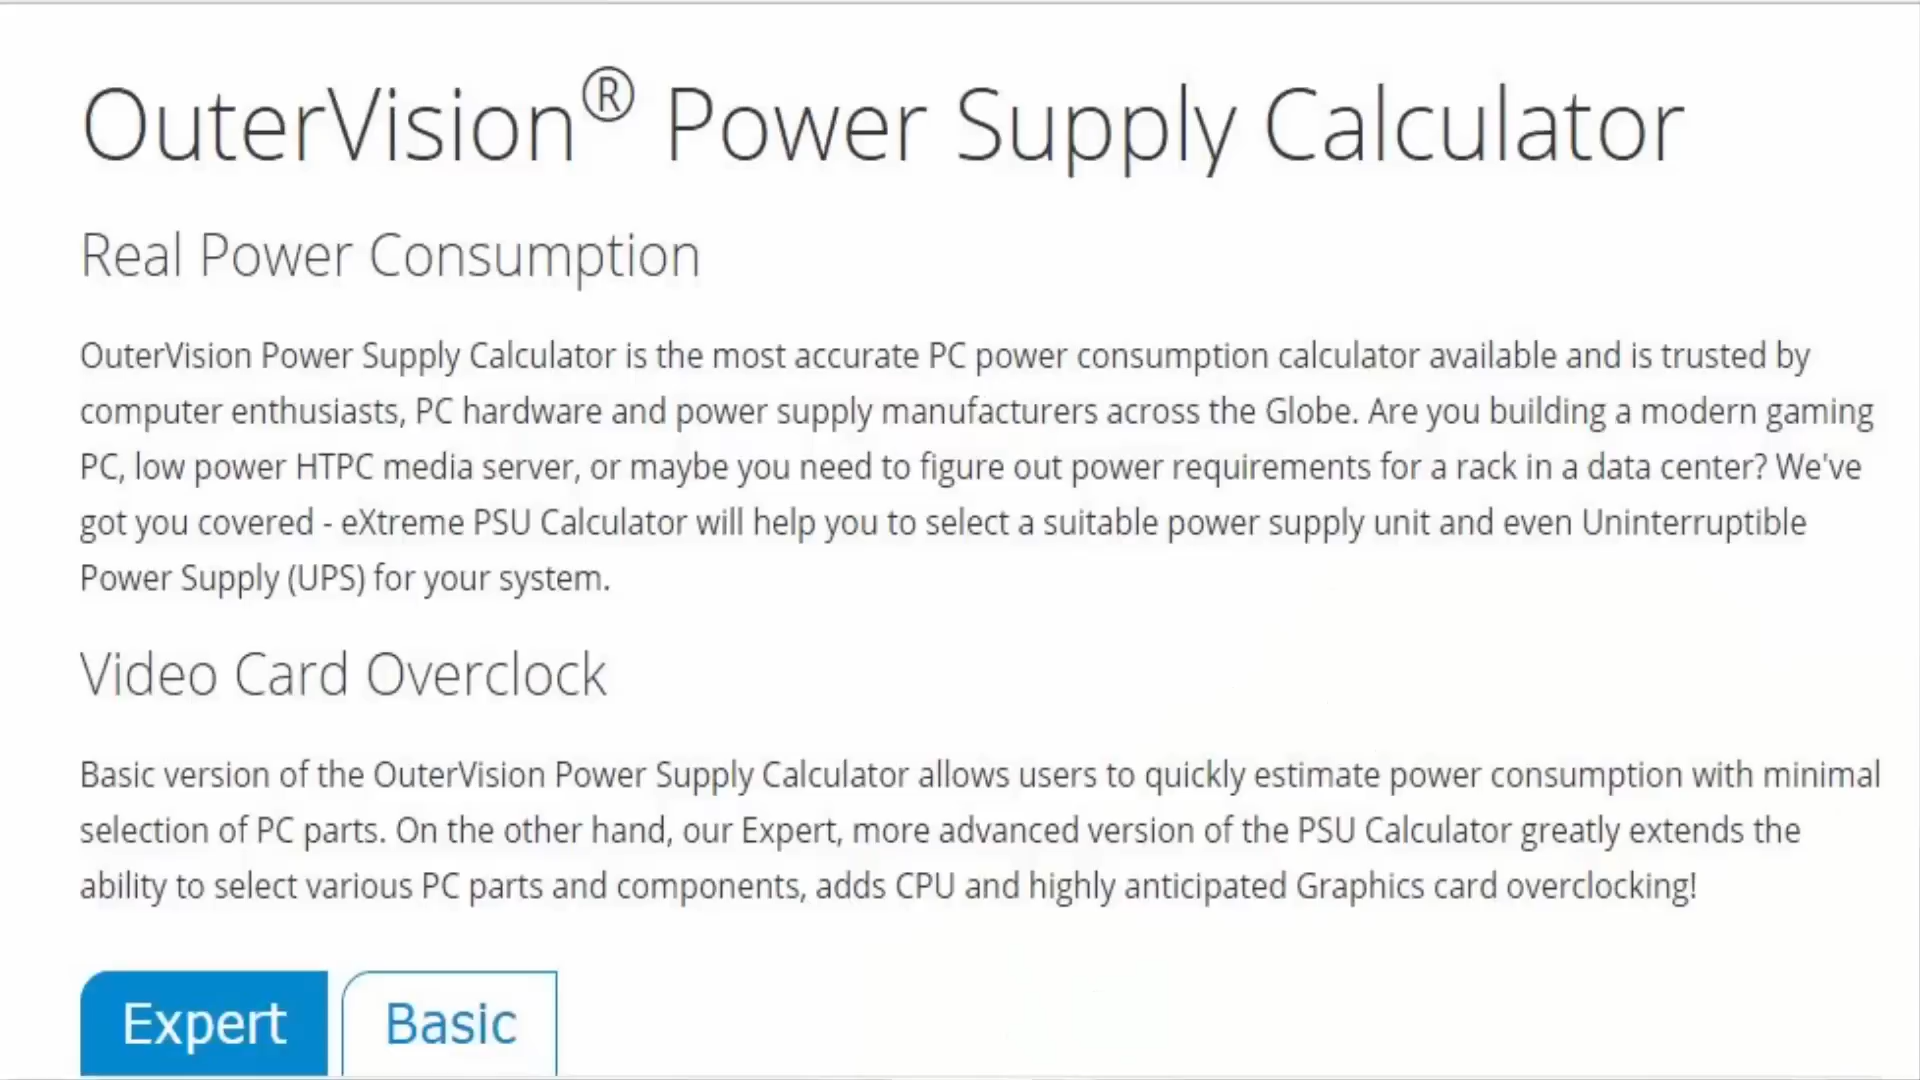 OuterVision® Power Supply Calculator
Real Power Consumption
OuterVision Power Supply Calculator is the most accurate PC power consumption calculator available and is trusted by
computer enthusiasts, PC hardware and power supply manufacturers across the Globe. Are you building a modern gaming
PC, low power HTPC media server, or maybe you need to figure out power requirements for a rack in a data center? We've
got you covered - eXtreme PSU Calculator will help you to select a suitable power supply unit and even Uninterruptible
Power Supply (UPS) for your system.
Video Card Overclock
Basic version of the OuterVision Power Supply Calculator allows users to quickly estimate power consumption with minimal
selection of PC parts. On the other hand, our Expert, more advanced version of the PSU Calculator greatly extends the
ability to select various PC parts and components, adds CPU and highly anticipated Graphics card overclocking!
Expert Basic